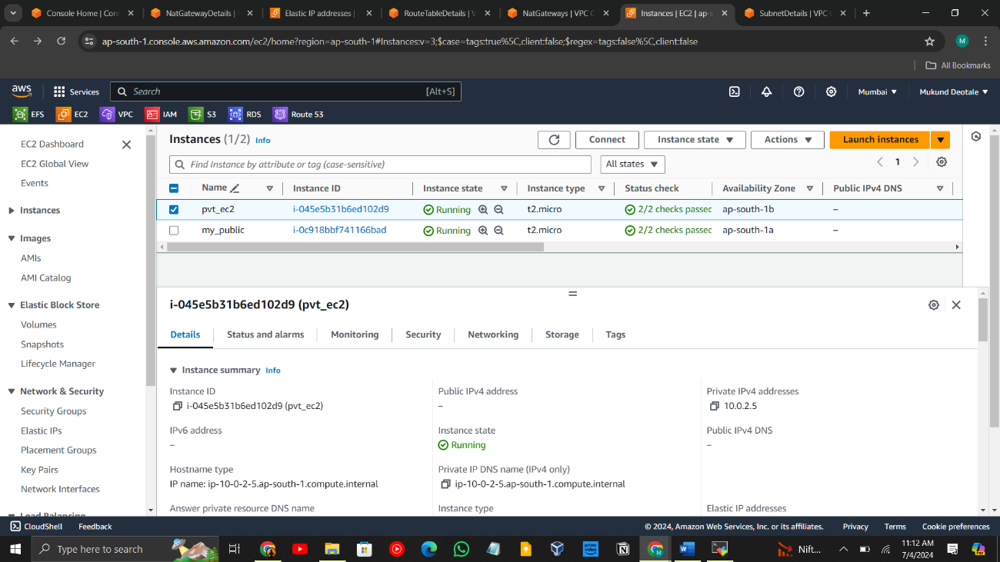 Console Home | Con
NatGatewayDetails |
Elastic IP addresses |
RouteTableDetails | V
NatGateways | VPC C
Instances | EC2 | ap-s
SubnetDetails | VPC
ap-south-1.console.aws.amazon.com/ec2/home?region=ap-south-1#Instances:v=3;$case=tags:true%5C,client:false;$regex=tags:false%5C,client:false
M
All Bookmarks
aws
Services
Search
[Alt+S]
Mumbai
Mukund Deotale
EFS
EC2
VPC
IAM
S3
RDS
Route 53
EC2 Dashboard
EC2 Global View
Events
Instances
Images
AMIs
AMI Catalog
Elastic Block Store
Volumes
Snapshots
Lifecycle Manager
Network & Security
Security Groups
Elastic IPs
Placement Groups
Key Pairs
Network Interfaces
Load Balancing
Instances (1/2) Info
Connect
Instance state
Actions
Launch instances
Find Instance by attribute or tag (case-sensitive)
All states
1
Name Instance ID Instance state Instance type Status check Availability Zone Public IPv4 DNS
pvt_ec2 i-045e5b31b6ed102d9 Running t2.micro 2/2 checks passec ap-south-1b –
my_public i-0c918bbf741166bad Running t2.micro 2/2 checks passec ap-south-1a –
i-045e5b31b6ed102d9 (pvt_ec2)
Details Status and alarms Monitoring Security Networking Storage Tags
Instance summary Info
Instance ID Public IPv4 address Private IPv4 addresses
i-045e5b31b6ed102d9 (pvt_ec2) – 10.0.2.5
IPv6 address Instance state Public IPv4 DNS
– Running –
Hostname type Private IP DNS name (IPv4 only)
IP name: ip-10-0-2-5.ap-south-1.compute.internal ip-10-0-2-5.ap-south-1.compute.internal
Answer private resource DNS name Instance type Elastic IP addresses
CloudShell Feedback © 2024, Amazon Web Services, Inc. or its affiliates. Privacy Terms Cookie preferences
Type here to search
Nift...
11:12 AM
7/4/2024